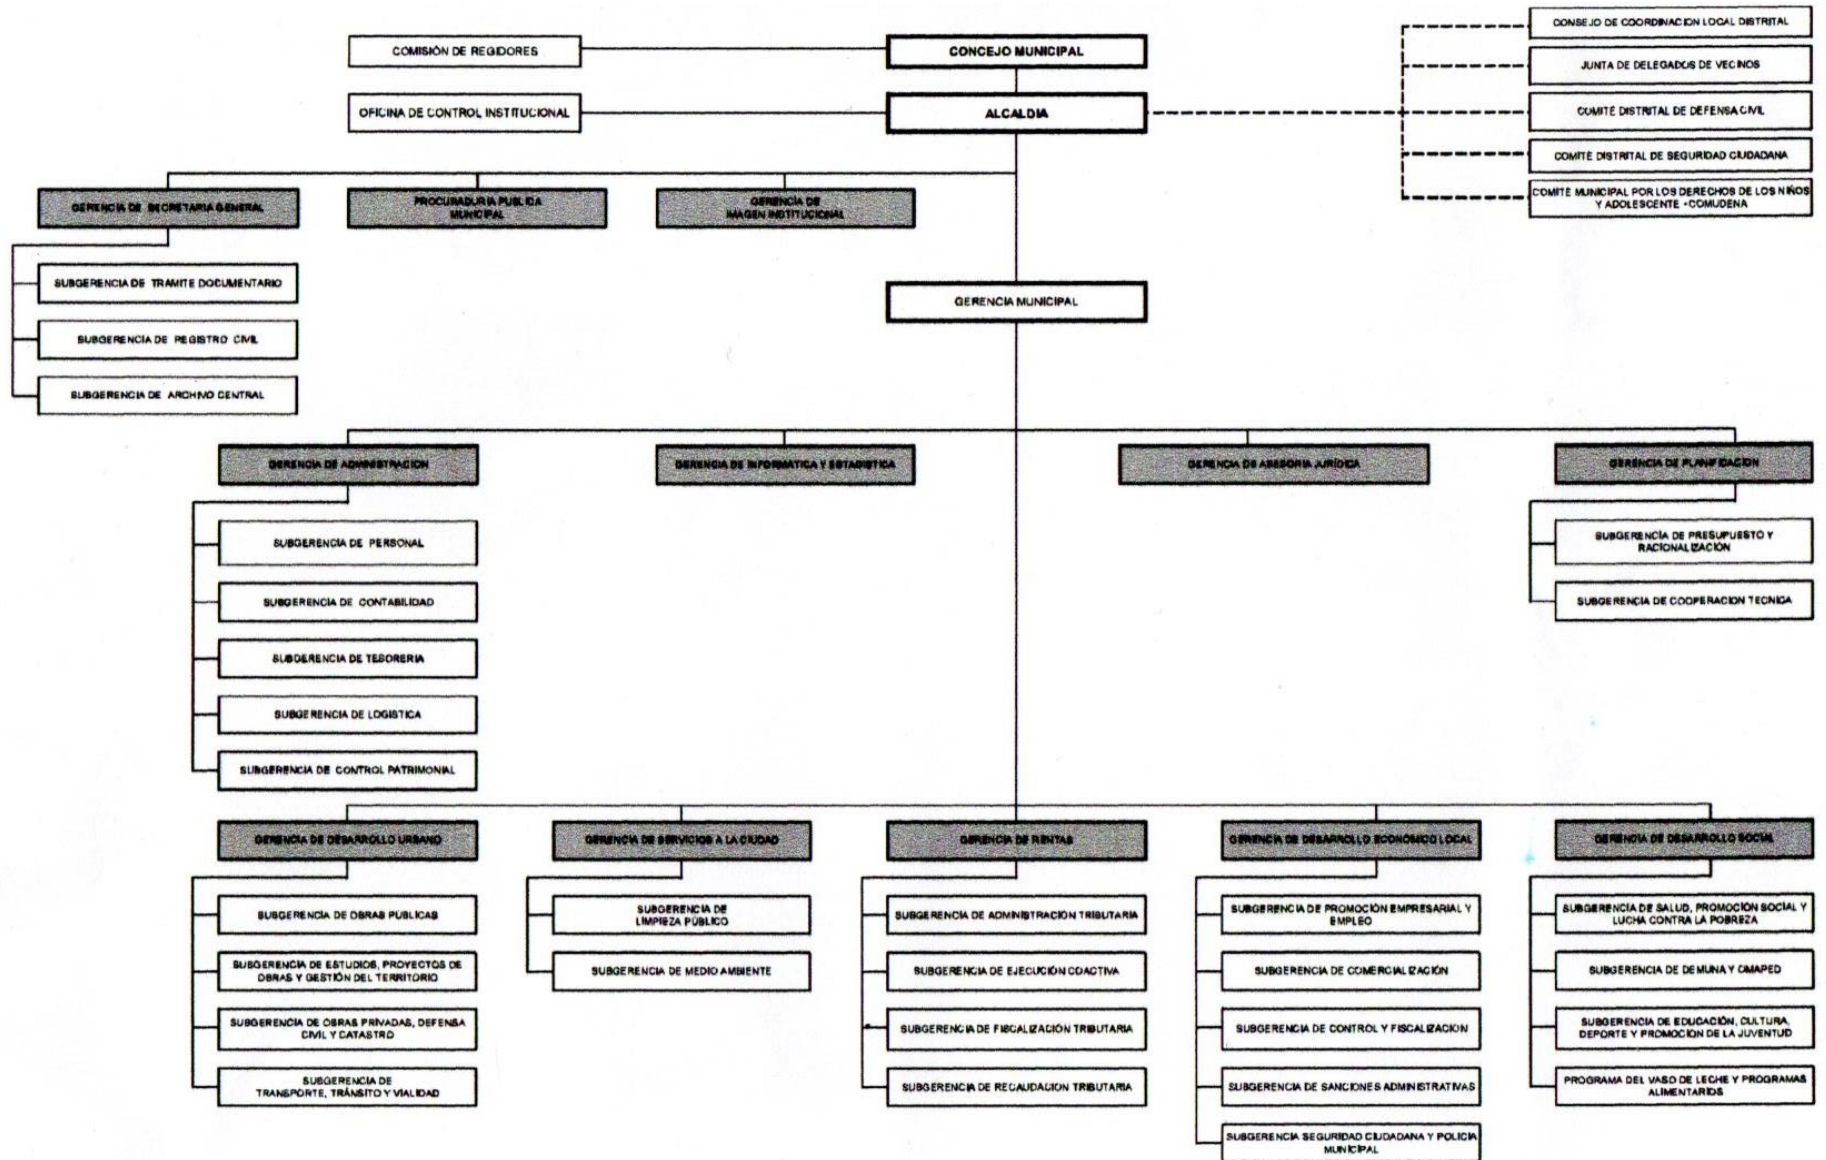 CONSEJO DE COORDINACION LOCAL DISTRITAL
COMISIÓN DE REGIDORES
CONCEJO MUNICIPAL
JUNTA DE DELEGADOS DE VECINOS
OFICINA DE CONTROL INSTITUCIONAL
ALCALDIA
COMITÉ DISTRITAL DE DEFENSA CIVIL
COMITÉ DISTRITAL DE SEGURIDAD CIUDADANA
COMITÉ MUNICIPAL POR LOS DERECHOS DE LOS NIÑOS
Y ADOLESCENTE - COMUDENA
GERENCIA DE SECRETARIA GENERAL
PROCURADURIA PUBLICA
MUNICIPAL
GERENCIA DE
IMAGEN INSTITUCIONAL
SUBGERENCIA DE TRAMITE DOCUMENTARIO
SUBGERENCIA DE REGISTRO CIVIL
SUBGERENCIA DE ARCHIVO CENTRAL
GERENCIA MUNICIPAL
GERENCIA DE ADMINISTRACION
GERENCIA DE INFORMATICA Y ESTADISTICA
GERENCIA DE ASESORIA JURÍDICA
GERENCIA DE PLANIFICACION
SUBGERENCIA DE PERSONAL
SUBGERENCIA DE CONTABILIDAD
SUBGERENCIA DE TESORERIA
SUBGERENCIA DE LOGISTICA
SUBGERENCIA DE CONTROL PATRIMONIAL
SUBGERENCIA DE PRESUPUESTO Y
RACIONALIZACIÓN
SUBGERENCIA DE COOPERACION TECNICA
GERENCIA DE DESARROLLO URBANO
GERENCIA DE SERVICIOS A LA CIUDAD
GERENCIA DE RENTAS
GERENCIA DE DESARROLLO ECONÓMICO LOCAL
GERENCIA DE DESARROLLO SOCIAL
SUBGERENCIA DE OBRAS PÚBLICAS
SUBGERENCIA DE ESTUDIOS, PROYECTOS DE
OBRAS Y GESTIÓN DEL TERRITORIO
SUBGERENCIA DE OBRAS PRIVADAS, DEFENSA
CIVIL Y CATASTRO
SUBGERENCIA DE
TRANSPORTE, TRÁNSITO Y VIALIDAD
SUBGERENCIA DE
LIMPIEZA PÚBLICO
SUBGERENCIA DE MEDIO AMBIENTE
SUBGERENCIA DE ADMINISTRACIÓN TRIBUTARIA
SUBGERENCIA DE EJECUCIÓN COACTIVA
SUBGERENCIA DE FISCALIZACIÓN TRIBUTARIA
SUBGERENCIA DE RECAUDACION TRIBUTARIA
SUBGERENCIA DE PROMOCIÓN EMPRESARIAL Y
EMPLEO
SUBGERENCIA DE COMERCIALIZACIÓN
SUBGERENCIA DE CONTROL Y FISCALIZACION
SUBGERENCIA DE SANCIONES ADMINISTRATIVAS
SUBGERENCIA SEGURIDAD CIUDADANA Y POLICIA
MUNICIPAL
SUBGERENCIA DE SALUD, PROMOCIÓN SOCIAL Y
LUCHA CONTRA LA POBREZA
SUBGERENCIA DE DEMUNA Y OMAPED
SUBGERENCIA DE EDUCACIÓN, CULTURA,
DEPORTE Y PROMOCIÓN DE LA JUVENTUD
PROGRAMA DEL VASO DE LECHE Y PROGRAMAS
ALIMENTARIOS